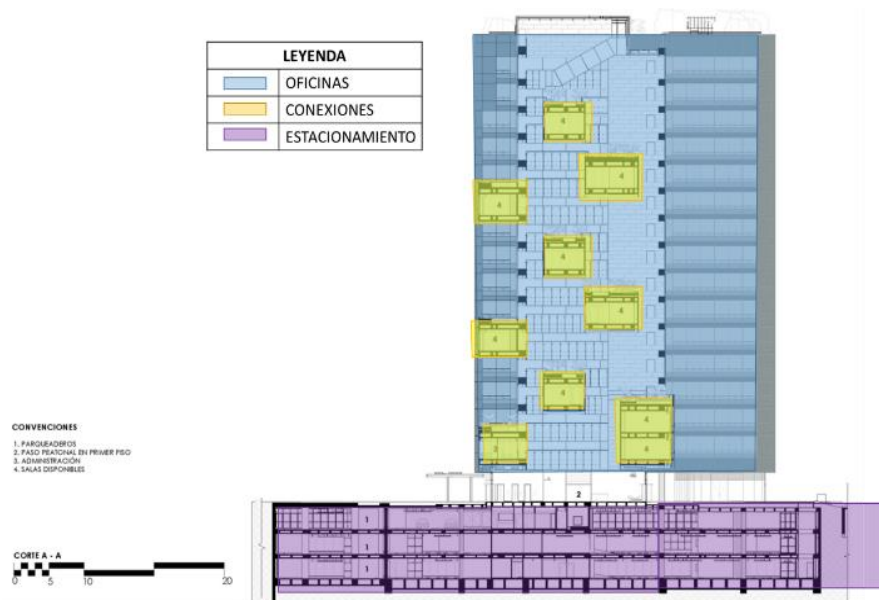 LEYENDA
OFICINAS
CONEXIONES
ESTACIONAMIENTO
4
4
4
4
4
4
4
4
4
CONVENCIONES
1. PARQUEADEROS
2. PASO PEATONAL EN PRIMER PISO
3. ADMINISTRACIÓN
4. SALAS DISPONIBLES
2
1
1
1
CORTE A - A
0 5 10 20